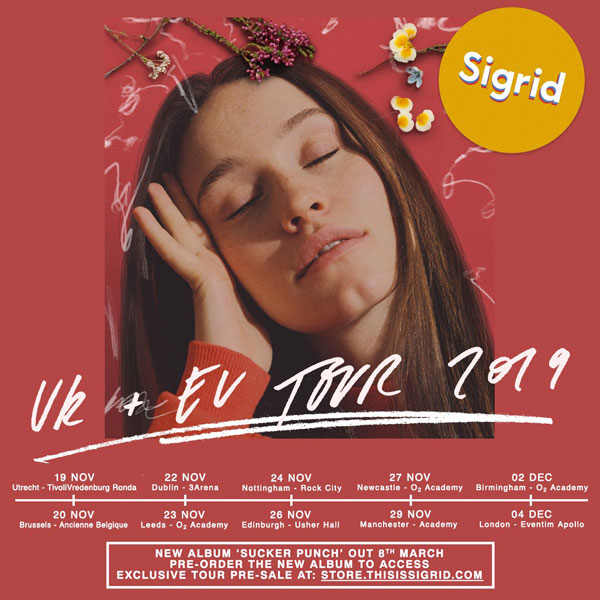 Sigrid
UK + EU TOUR 2019
19 NOV
Utrecht - TivoliVredenburg Ronda
22 NOV
Dublin - 3Arena
24 NOV
Nottingham - Rock City
27 NOV
Newcastle - O₂ Academy
02 DEC
Birmingham - O₂ Academy
20 NOV
Brussels - Ancienne Belgique
23 NOV
Leeds - O₂ Academy
26 NOV
Edinburgh - Usher Hall
29 NOV
Manchester - Academy
04 DEC
London - Eventim Apollo
NEW ALBUM ‘SUCKER PUNCH’ OUT 8TH MARCH
PRE-ORDER THE NEW ALBUM TO ACCESS
EXCLUSIVE TOUR PRE-SALE AT: STORE.THISISSIGRID.COM